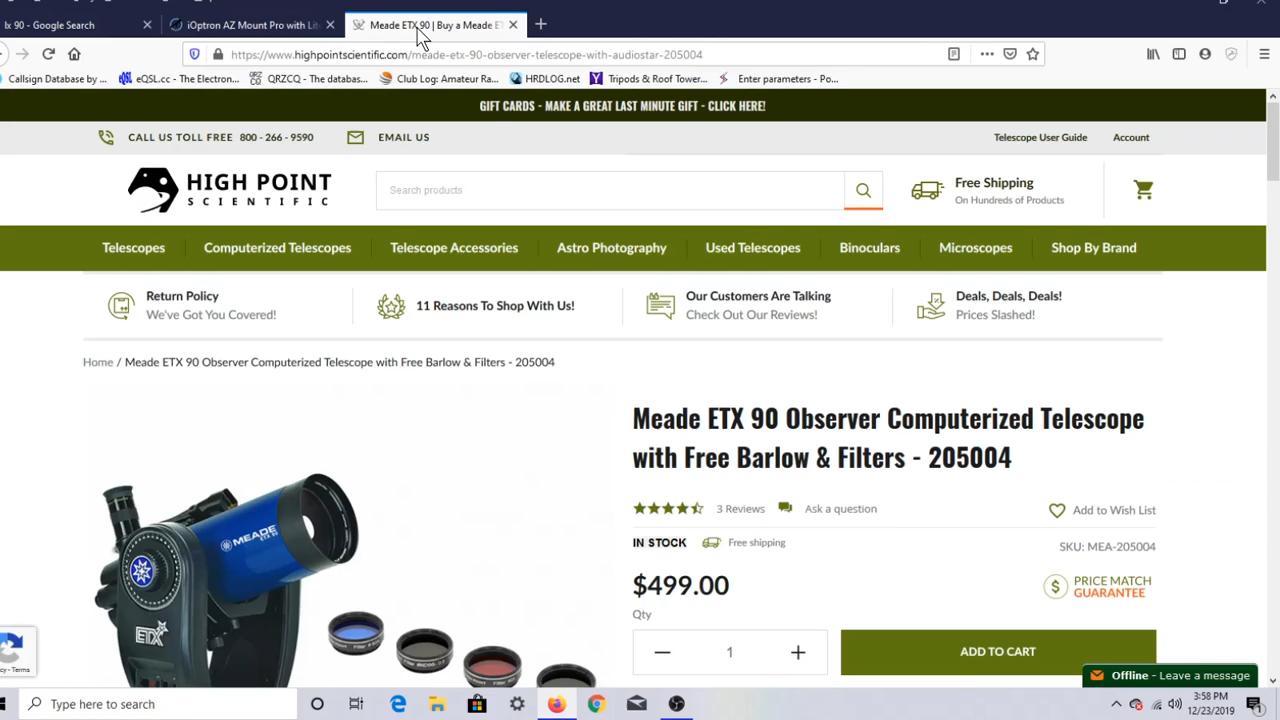 lx 90 - Google Search
iOptron AZ Mount Pro with Lit
Meade ETX 90 | Buy a Meade E
https://www.highpointscientific.com/meade-etx-90-observer-telescope-with-audiostar-205004
Callsign Database by ...
eQSL.cc - The Electron...
QRZCQ - The databas...
Club Log: Amateur Ra...
HRDLOG.net
Tripods & Roof Tower...
Enter parameters - Po...
GIFT CARDS - MAKE A GREAT LAST MINUTE GIFT - CLICK HERE!
CALL US TOLL FREE 800 - 266 - 9590
EMAIL US
Telescope User Guide
Account
HIGH POINT
SCIENTIFIC
Search products
Free Shipping
On Hundreds of Products
Telescopes
Computerized Telescopes
Telescope Accessories
Astro Photography
Used Telescopes
Binoculars
Microscopes
Shop By Brand
Return Policy
We've Got You Covered!
11 Reasons To Shop With Us!
Our Customers Are Talking
Check Out Our Reviews!
Deals, Deals, Deals!
Prices Slashed!
Home / Meade ETX 90 Observer Computerized Telescope with Free Barlow & Filters - 205004
Meade ETX 90 Observer Computerized Telescope
with Free Barlow & Filters - 205004
3 Reviews
Ask a question
Add to Wish List
IN STOCK
Free shipping
SKU: MEA-205004
$499.00
PRICE MATCH
GUARANTEE
Qty
1
ADD TO CART
MEADE
ETX
- Terms
Offline - Leave a message
Type here to search
3:58 PM
12/23/2019
1